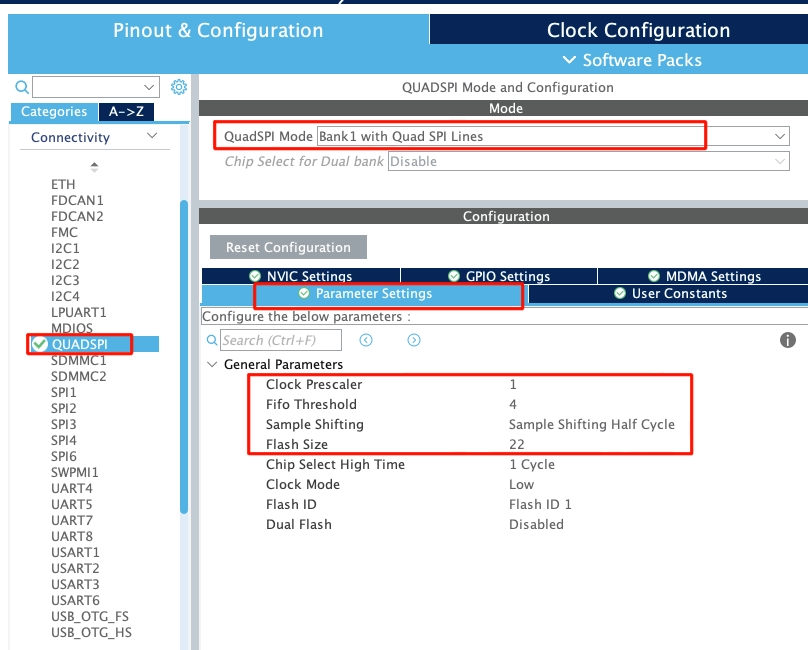 Pinout & Configuration
Clock Configuration
Software Packs
QUADSPI Mode and Configuration
Categories
A->Z
Mode
Connectivity
QuadSPI Mode Bank1 with Quad SPI Lines
Chip Select for Dual bank Disable
ETH
FDCAN1
FDCAN2
FMC
I2C1
I2C2
I2C3
I2C4
LPUART1
MDIOS
QUADSPI
SDMMC1
SDMMC2
SPI1
SPI2
SPI3
SPI4
SPI6
SWPMI1
UART4
UART5
UART7
UART8
USART1
USART2
USART3
USART6
USB_OTG_FS
USB_OTG_HS
Configuration
Reset Configuration
NVIC Settings
GPIO Settings
MDMA Settings
Parameter Settings
User Constants
Configure the below parameters :
Search (Ctrl+F)
General Parameters
Clock Prescaler 1
Fifo Threshold 4
Sample Shifting Sample Shifting Half Cycle
Flash Size 22
Chip Select High Time 1 Cycle
Clock Mode Low
Flash ID Flash ID 1
Dual Flash Disabled